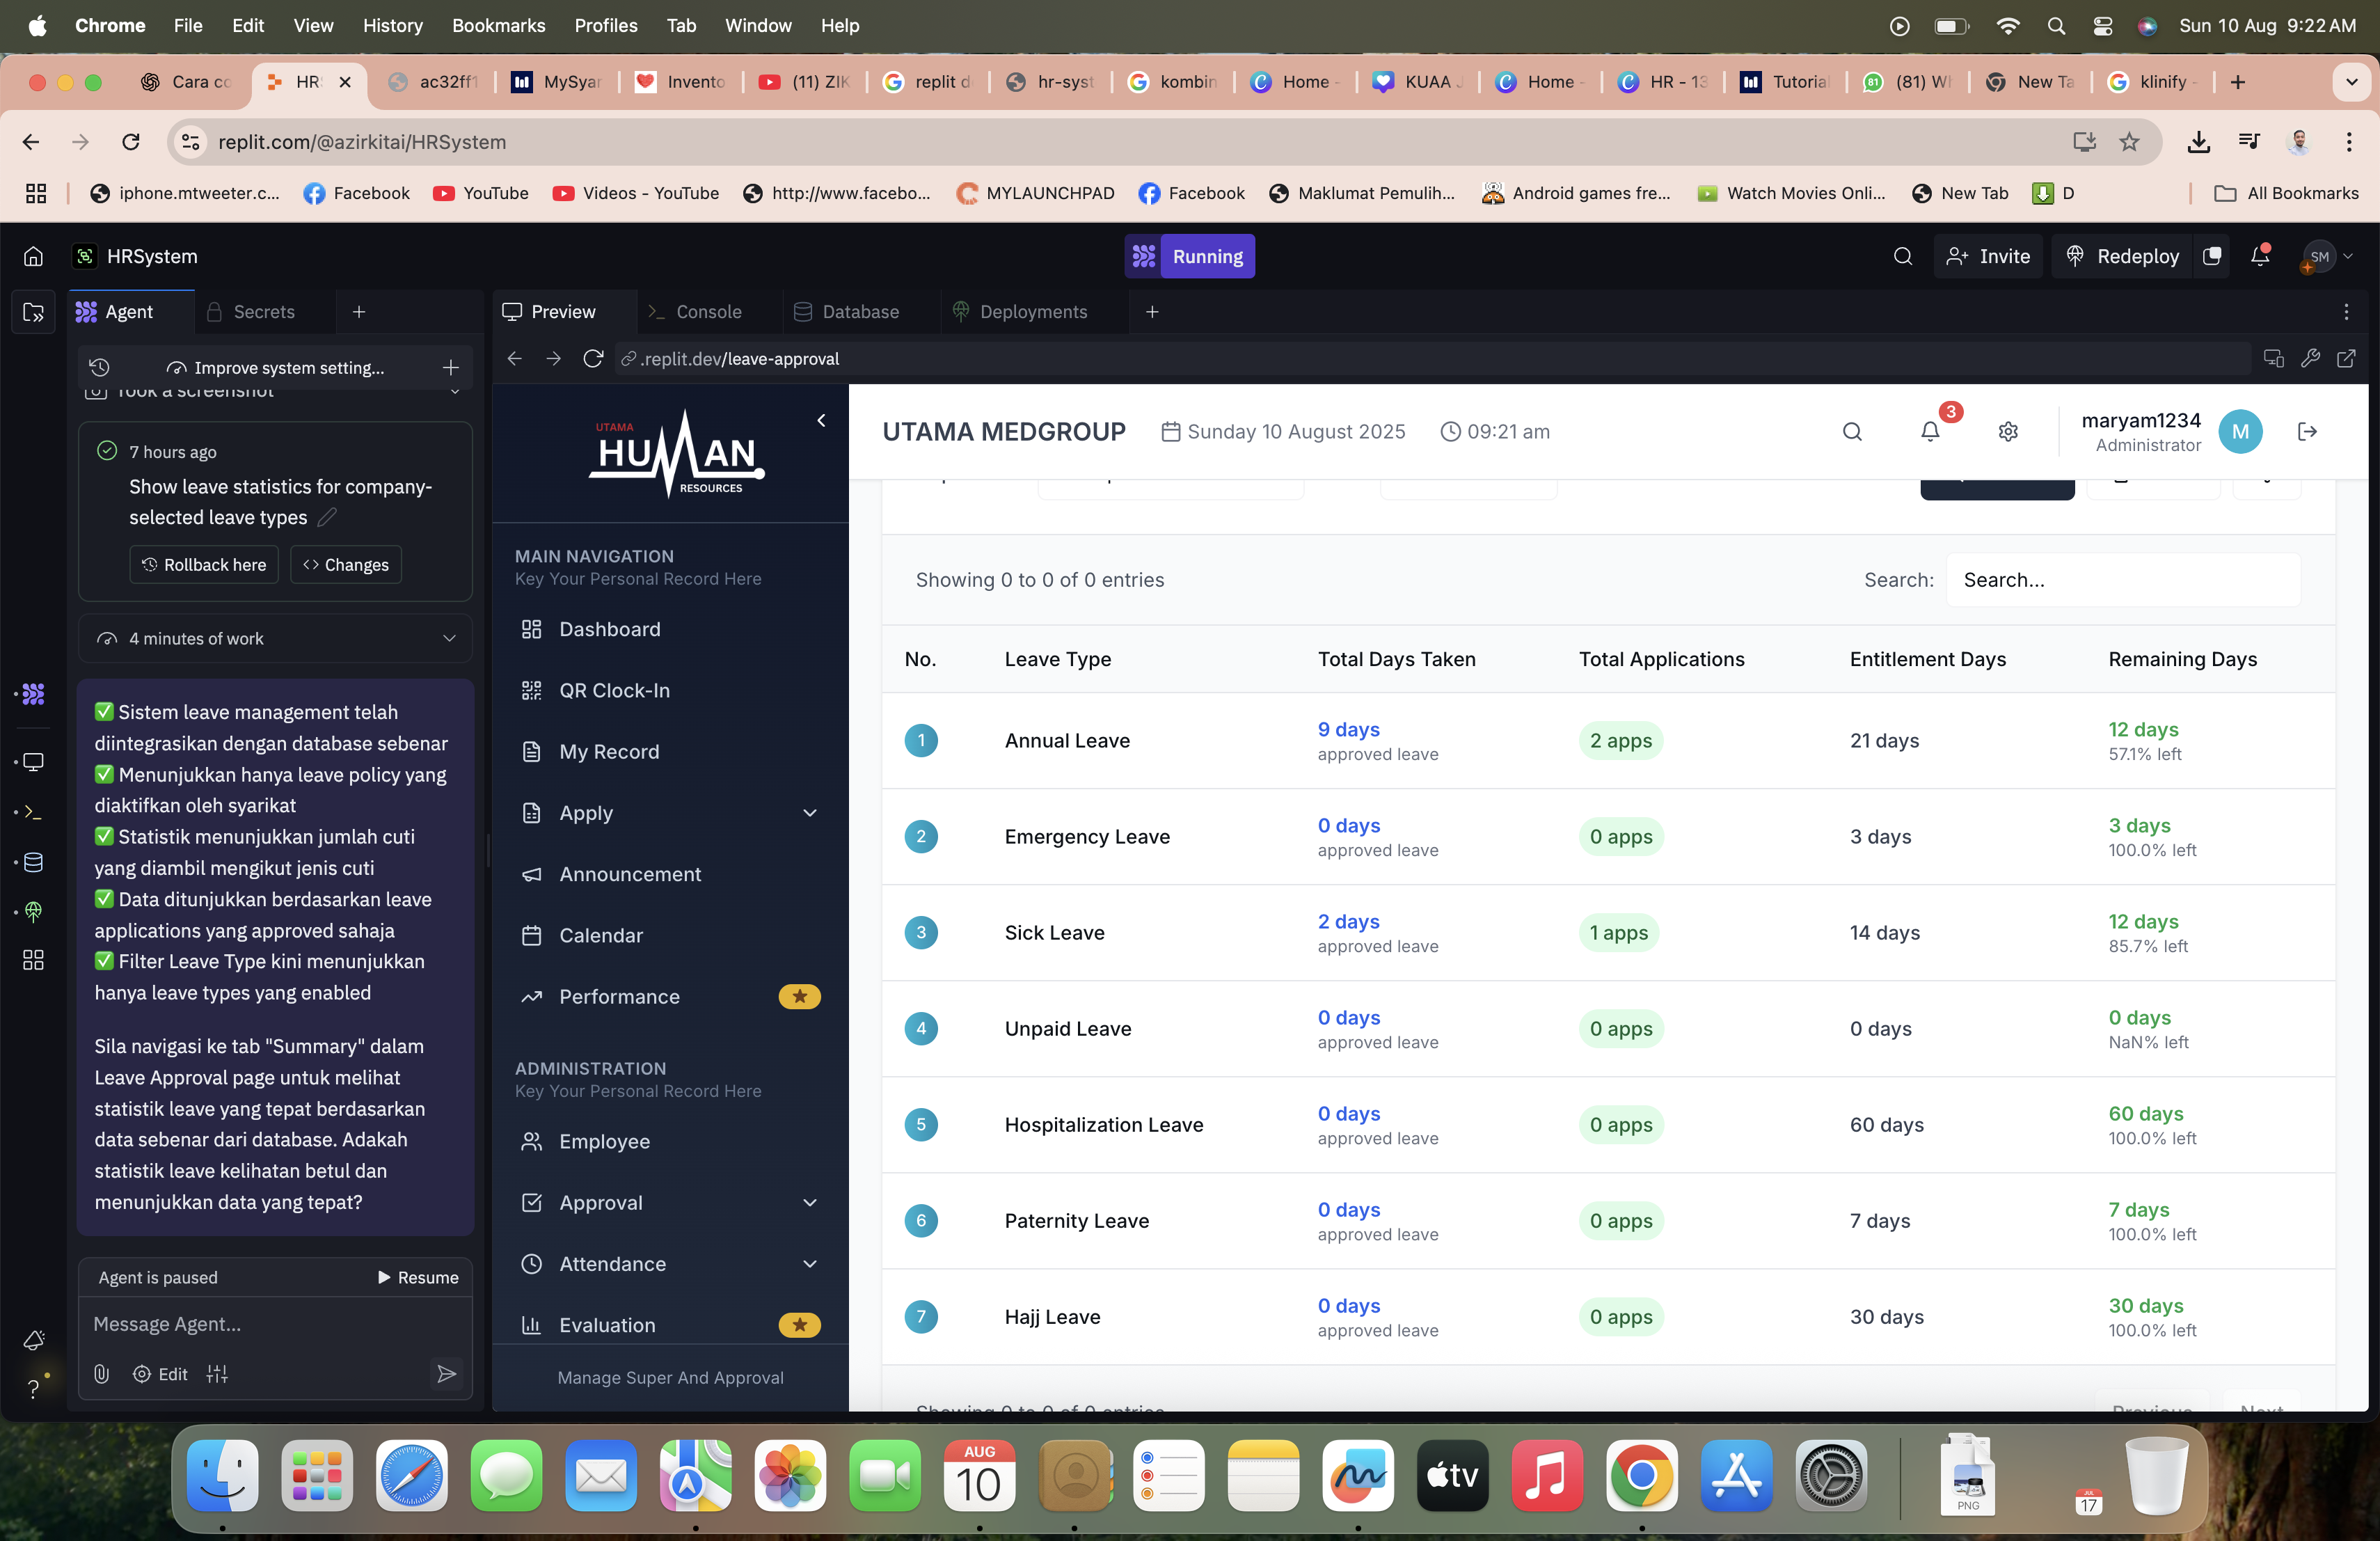 Chrome File Edit View History Bookmarks Profiles Tab Window Help Sun 10 Aug 9:22 AM
Cara co HR ac32ff1 MySyar Invento (11) ZIK replit d hr-syst kombin Home - KUAA J Home - HR - 13 Tutorial (81) W New Ta klinify -
replit.com/@azirkitai/HRSystem
iphone.mtweeter.c... Facebook YouTube Videos - YouTube http://www.facebo... MYLAUNCHPAD Facebook Maklumat Pemulih... Android games fre... Watch Movies Onli... New Tab D All Bookmarks
HRSystem Running Invite Redeploy SM
Agent Secrets Preview Console Database Deployments
Improve system setting... .replit.dev/leave-approval
Took a screenshot
7 hours ago
Show leave statistics for company-
selected leave types
Rollback here Changes
4 minutes of work
✅ Sistem leave management telah
diintegrasikan dengan database sebenar
✅ Menunjukkan hanya leave policy yang
diaktifkan oleh syarikat
✅ Statistik menunjukkan jumlah cuti
yang diambil mengikut jenis cuti
✅ Data ditunjukkan berdasarkan leave
applications yang approved sahaja
✅ Filter Leave Type kini menunjukkan
hanya leave types yang enabled
Sila navigasi ke tab "Summary" dalam
Leave Approval page untuk melihat
statistik leave yang tepat berdasarkan
data sebenar dari database. Adakah
statistik leave kelihatan betul dan
menunjukkan data yang tepat?
Agent is paused Resume
Message Agent...
Edit
?
UTAMA
HUMAN
RESOURCES
MAIN NAVIGATION
Key Your Personal Record Here
Dashboard
QR Clock-In
My Record
Apply
Announcement
Calendar
Performance
ADMINISTRATION
Key Your Personal Record Here
Employee
Approval
Attendance
Evaluation
Manage Super And Approval
UTAMA MEDGROUP Sunday 10 August 2025 09:21 am 3 maryam1234 M
Administrator
Showing 0 to 0 of 0 entries Search: Search...
No. Leave Type Total Days Taken Total Applications Entitlement Days Remaining Days
1 Annual Leave 9 days approved leave 2 apps 21 days 12 days 57.1% left
2 Emergency Leave 0 days approved leave 0 apps 3 days 3 days 100.0% left
3 Sick Leave 2 days approved leave 1 apps 14 days 12 days 85.7% left
4 Unpaid Leave 0 days approved leave 0 apps 0 days 0 days NaN% left
5 Hospitalization Leave 0 days approved leave 0 apps 60 days 60 days 100.0% left
6 Paternity Leave 0 days approved leave 0 apps 7 days 7 days 100.0% left
7 Hajj Leave 0 days approved leave 0 apps 30 days 30 days 100.0% left
Showing 0 to 0 of 0 entries Previous Next
AUG
10
tv
PNG
JUL
17